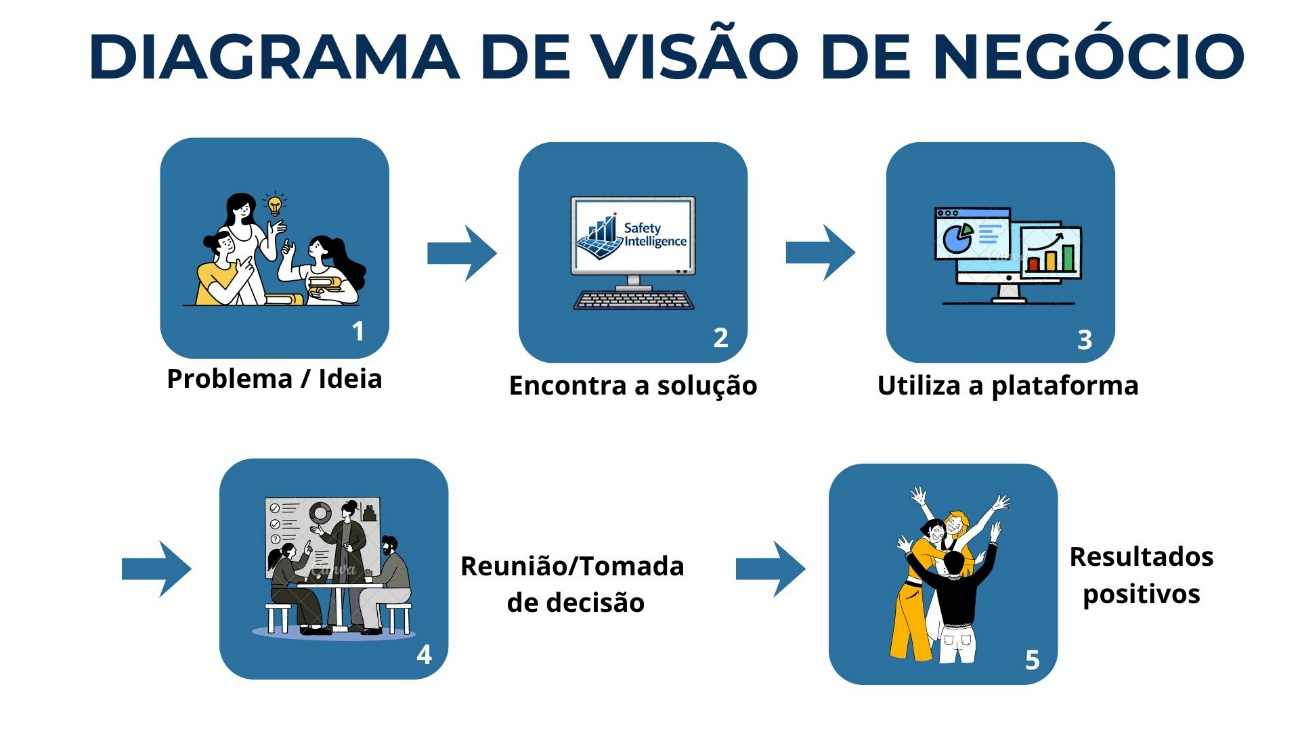 DIAGRAMA DE VISÃO DE NEGÓCIO
Safety
Intelligence
1
2
3
Problema / Ideia
Encontra a solução
Utiliza a plataforma
Canva
Reunião/Tomada
de decisão
4
Resultados
positivos
5